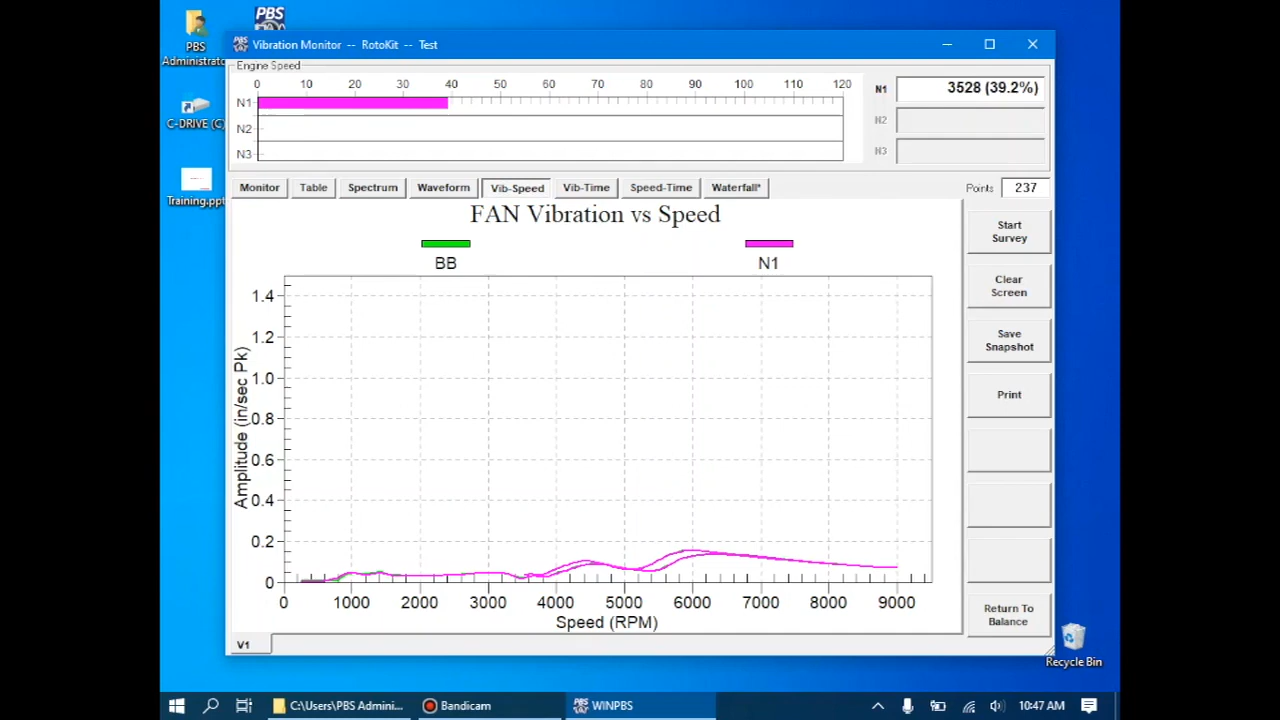 PBS
PBS
Administrato
C-DRIVE (C)
Training.ppt
Vibration Monitor -- RotoKit -- Test
Engine Speed
0 10 20 30 40 50 60 70 80 90 100 110 120
N1
N2
N3
N1 3528 (39.2%)
N2
N3
Monitor Table Spectrum Waveform Vib-Speed Vib-Time Speed-Time Waterfall* Points 237
FAN Vibration vs Speed
BB N1
1.4
1.2
1.0
0.8
0.6
0.4
0.2
0
Amplitude (in/sec Pk)
0 1000 2000 3000 4000 5000 6000 7000 8000 9000
Speed (RPM)
Start
Survey
Clear
Screen
Save
Snapshot
Print
Return To
Balance
V1
Recycle Bin
C:\Users\PBS Admini... Bandicam WINPBS 10:47 AM